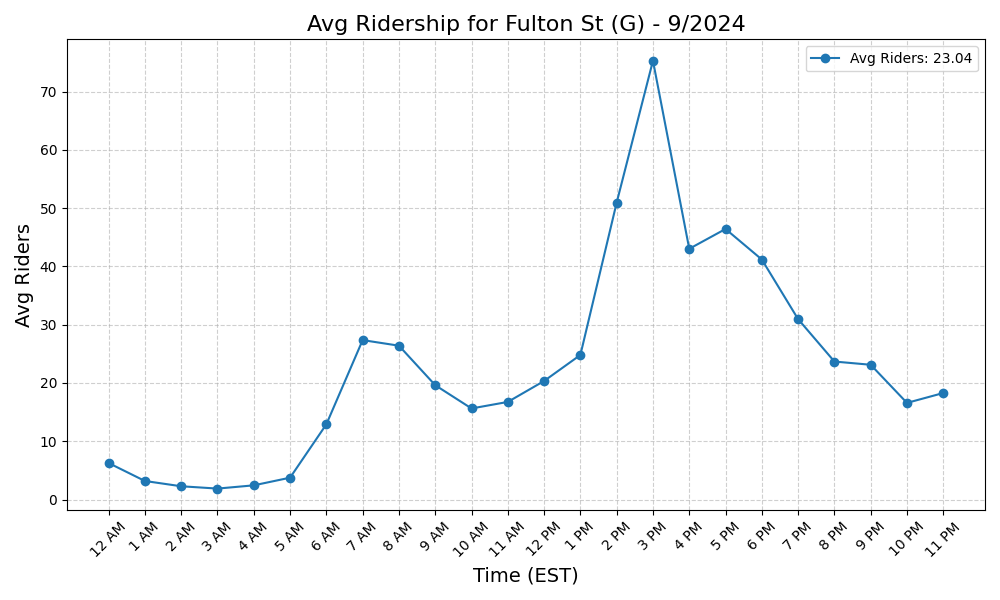 Avg Ridership for Fulton St (G) - 9/2024
Avg Riders: 23.04
Avg Riders
70
60
50
40
30
20
10
0
12 AM
1 AM
2 AM
3 AM
4 AM
5 AM
6 AM
7 AM
8 AM
9 AM
10 AM
11 AM
12 PM
1 PM
2 PM
3 PM
4 PM
5 PM
6 PM
7 PM
8 PM
9 PM
10 PM
11 PM
Time (EST)